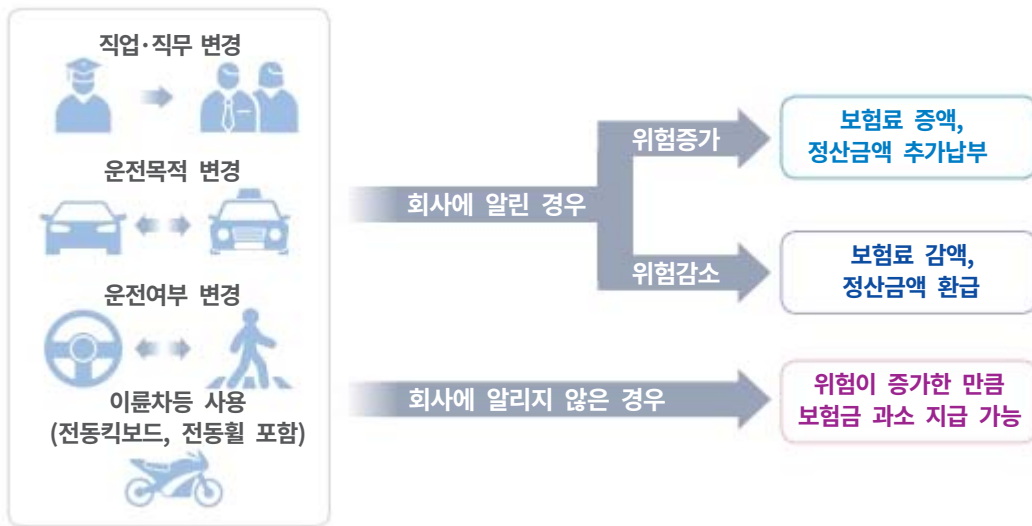 직업·직무 변경
운전목적 변경
운전여부 변경
이륜차등 사용
(전동킥보드, 전동휠 포함)
회사에 알린 경우
위험증가
보험료 증액,
정산금액 추가납부
위험감소
보험료 감액,
정산금액 환급
회사에 알리지 않은 경우
위험이 증가한 만큼
보험금 과소 지급 가능